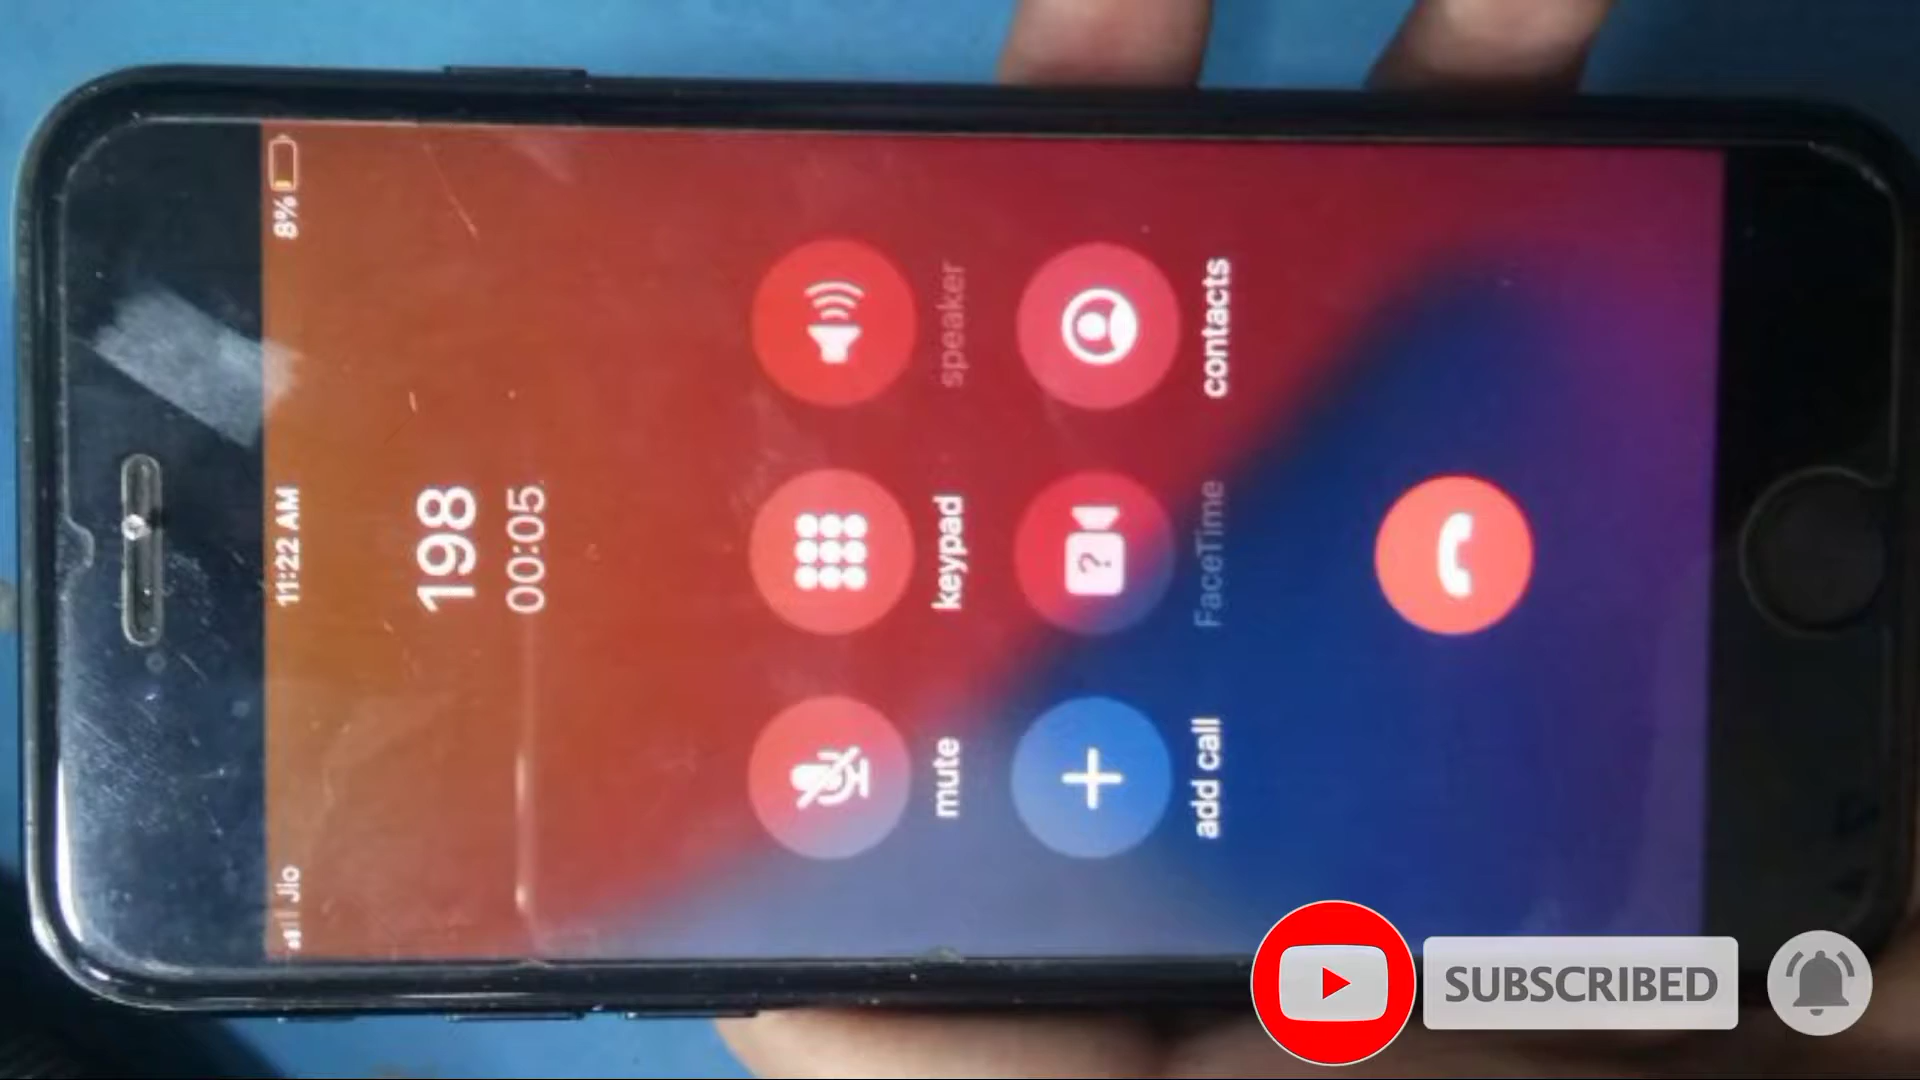 Jio 11:22 AM 8%
198
00:05
mute keypad speaker
add call FaceTime contacts
SUBSCRIBED